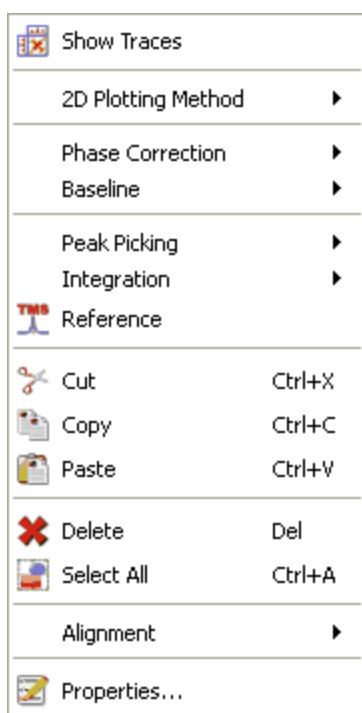 Show Traces
2D Plotting Method
Phase Correction
Baseline
Peak Picking
Integration
TMS Reference
Cut Ctrl+X
Copy Ctrl+C
Paste Ctrl+V
Delete Del
Select All Ctrl+A
Alignment
Properties...